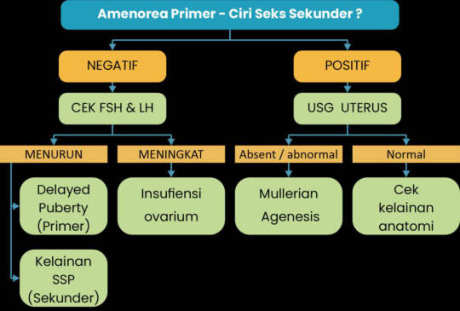 Amenorea Primer - Ciri Seks Sekunder ?
NEGATIF
POSITIF
CEK FSH & LH
USG UTERUS
MENURUN
MENINGKAT
Absent / abnormal
Normal
Delayed
Puberty
(Primer)
Insufiensi
ovarium
Mullerian
Agenesis
Cek
kelainan
anatomi
Kelainan
SSP
(Sekunder)